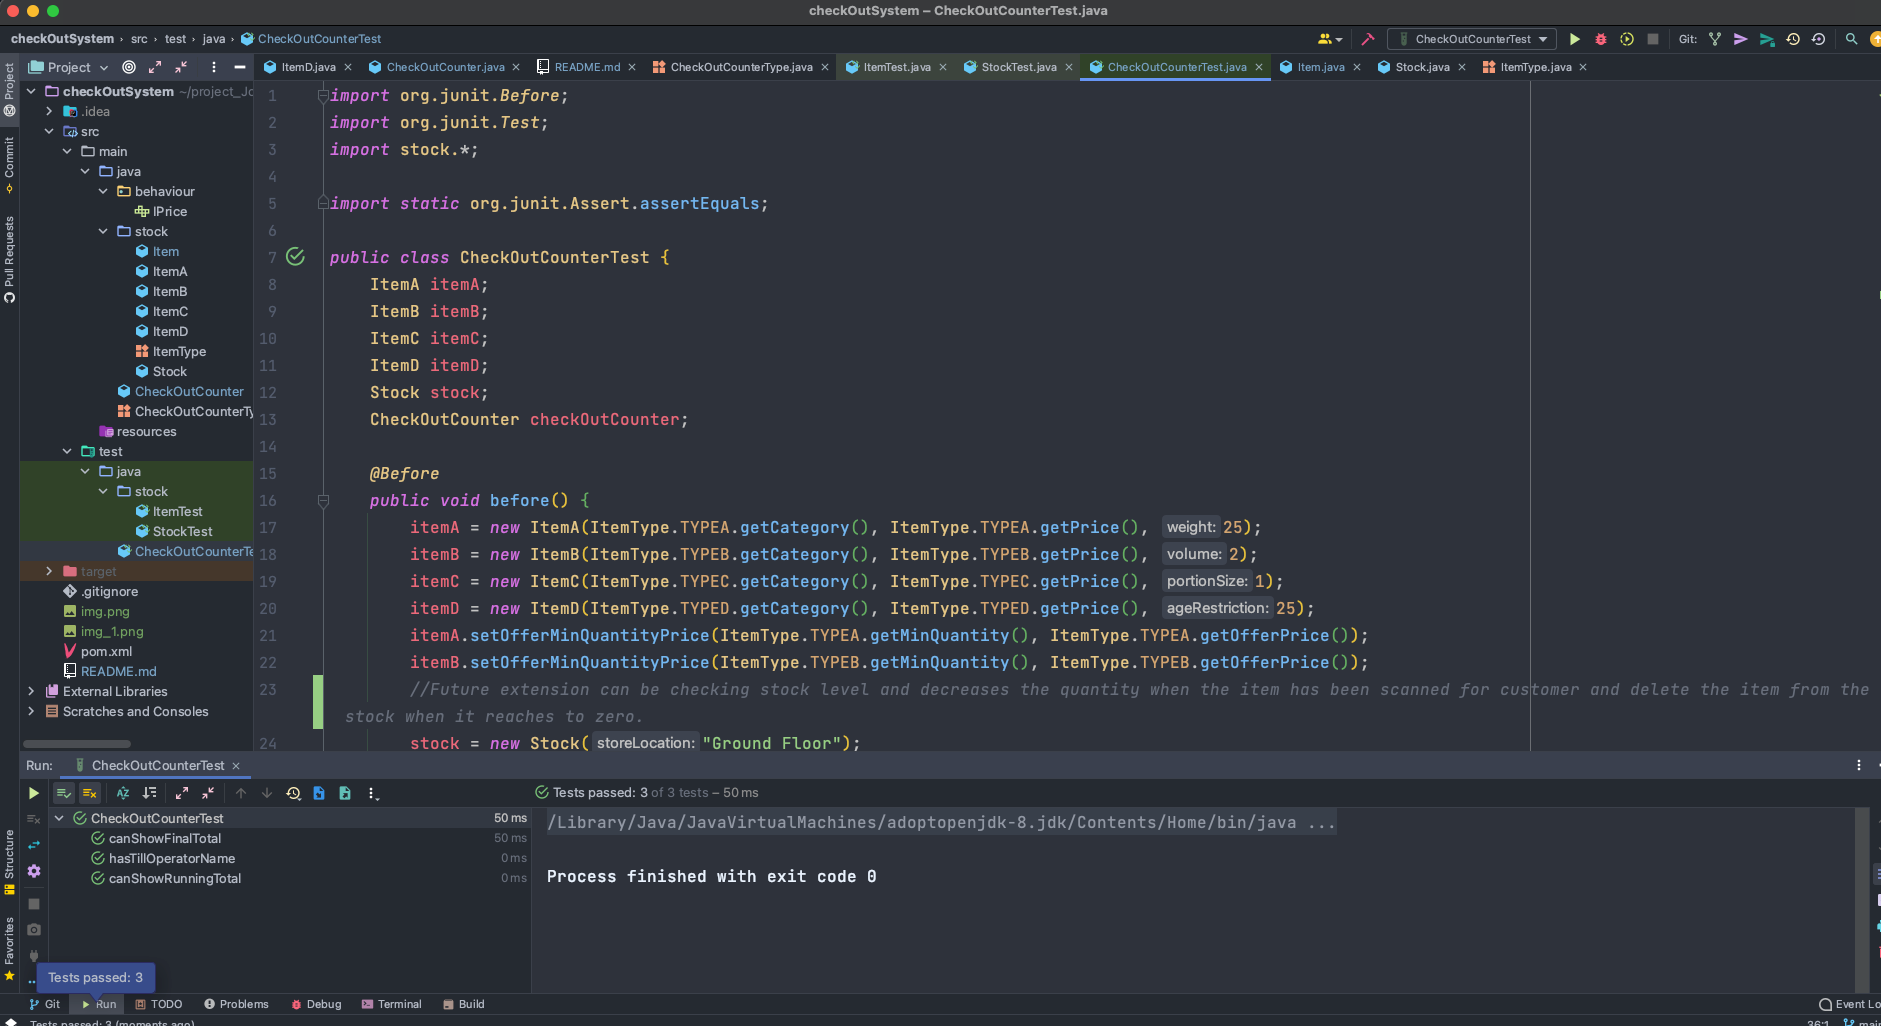 checkOutSystem – CheckOutCounterTest.java
checkOutSystem › src › test › java › CheckOutCounterTest
CheckOutCounterTest
Git:
Project
ItemD.java
CheckOutCounter.java
README.md
CheckOutCounterType.java
ItemTest.java
StockTest.java
CheckOutCounterTest.java
Item.java
Stock.java
ItemType.java
Project
Commit
Pull Requests
Structure
Favorites
checkOutSystem ~/project_Jc
.idea
src
main
java
behaviour
IPrice
stock
Item
ItemA
ItemB
ItemC
ItemD
ItemType
Stock
CheckOutCounter
CheckOutCounterTy
resources
test
java
stock
ItemTest
StockTest
CheckOutCounterTe
target
.gitignore
img.png
img_1.png
pom.xml
README.md
External Libraries
Scratches and Consoles
1 import org.junit.Before;
2 import org.junit.Test;
3 import stock.*;
4
5 import static org.junit.Assert.assertEquals;
6
7 public class CheckOutCounterTest {
8 ItemA itemA;
9 ItemB itemB;
10 ItemC itemC;
11 ItemD itemD;
12 Stock stock;
13 CheckOutCounter checkOutCounter;
14
15 @Before
16 public void before() {
17 itemA = new ItemA(ItemType.TYPEA.getCategory(), ItemType.TYPEA.getPrice(), weight: 25);
18 itemB = new ItemB(ItemType.TYPEB.getCategory(), ItemType.TYPEB.getPrice(), volume: 2);
19 itemC = new ItemC(ItemType.TYPEC.getCategory(), ItemType.TYPEC.getPrice(), portionSize: 1);
20 itemD = new ItemD(ItemType.TYPED.getCategory(), ItemType.TYPED.getPrice(), ageRestriction: 25);
21 itemA.setOfferMinQuantityPrice(ItemType.TYPEA.getMinQuantity(), ItemType.TYPEA.getOfferPrice());
22 itemB.setOfferMinQuantityPrice(ItemType.TYPEB.getMinQuantity(), ItemType.TYPEB.getOfferPrice());
23 //Future extension can be checking stock level and decreases the quantity when the item has been scanned for customer and delete the item from the
stock when it reaches to zero.
24 stock = new Stock( storeLocation: "Ground Floor");
Run: CheckOutCounterTest
Tests passed: 3 of 3 tests – 50 ms
CheckOutCounterTest 50 ms
canShowFinalTotal 50 ms
hasTillOperatorName 0 ms
canShowRunningTotal 0 ms
/Library/Java/JavaVirtualMachines/adoptopenjdk-8.jdk/Contents/Home/bin/java ...
Process finished with exit code 0
Tests passed: 3
Git
Run
TODO
Problems
Debug
Terminal
Build
Event Lo
Tests passed: 3 (moments ago)
36:1
main